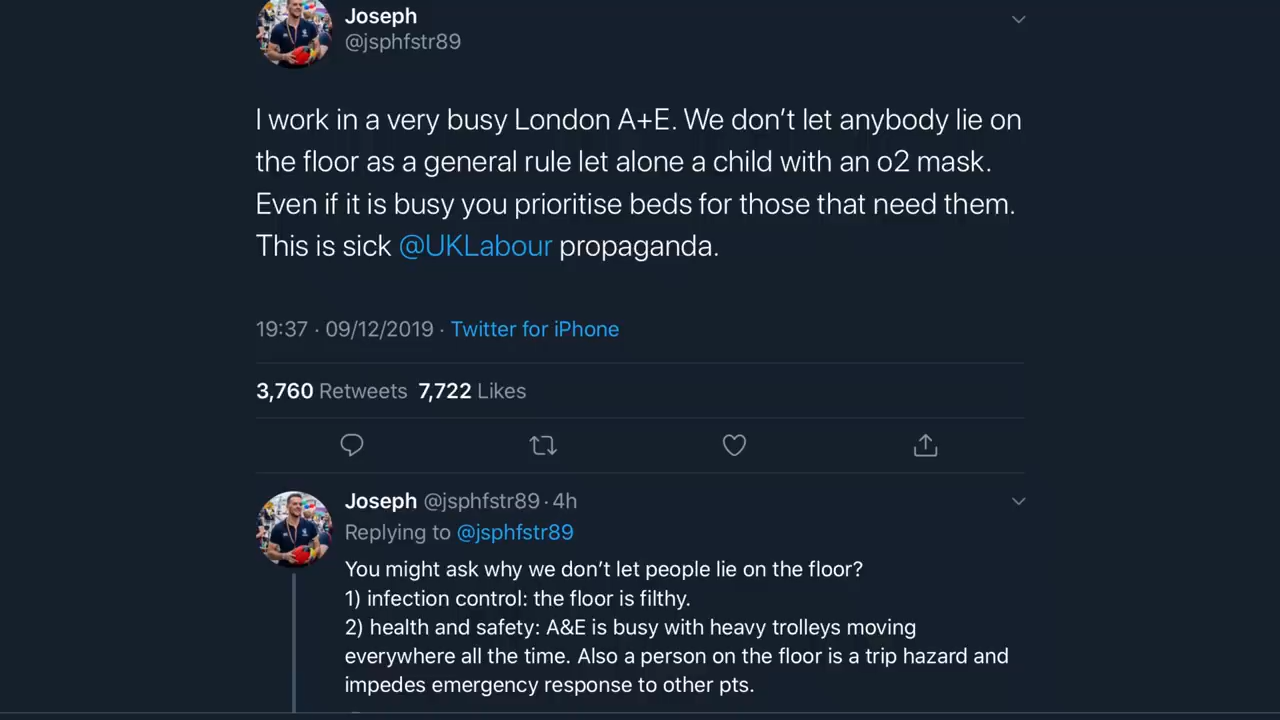 Joseph
@jsphfstr89
I work in a very busy London A+E. We don’t let anybody lie on
the floor as a general rule let alone a child with an o2 mask.
Even if it is busy you prioritise beds for those that need them.
This is sick @UKLabour propaganda.
19:37 · 09/12/2019 · Twitter for iPhone
3,760 Retweets 7,722 Likes
Joseph @jsphfstr89 · 4h
Replying to @jsphfstr89
You might ask why we don’t let people lie on the floor?
1) infection control: the floor is filthy.
2) health and safety: A&E is busy with heavy trolleys moving
everywhere all the time. Also a person on the floor is a trip hazard and
impedes emergency response to other pts.